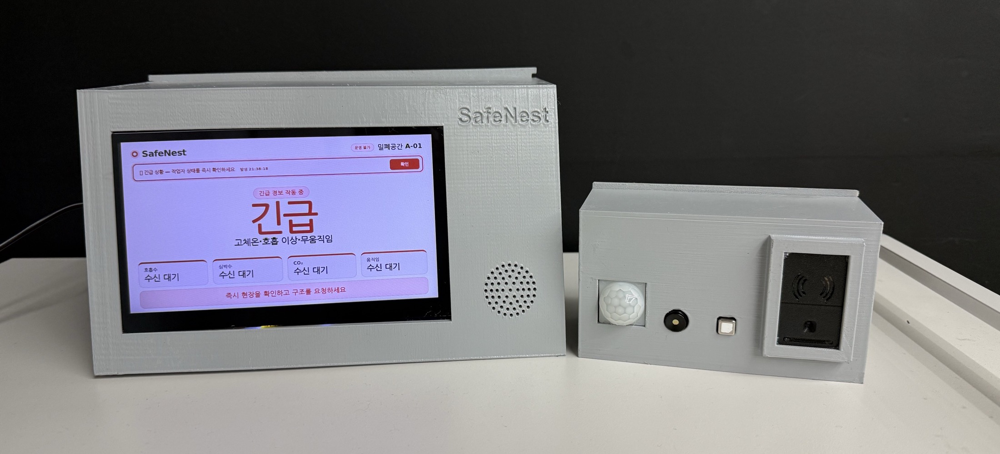 SafeNest
SafeNest
운영 불가 밀폐공간 A-01
긴급 상황 — 작업자 상태를 즉시 확인하세요 발생 21:38:18
확인
긴급 경보 작동 중
긴급
고체온·호흡 이상·무움직임
호흡수
수신 대기
심박수
수신 대기
CO₂
수신 대기
움직임
수신 대기
즉시 현장을 확인하고 구조를 요청하세요